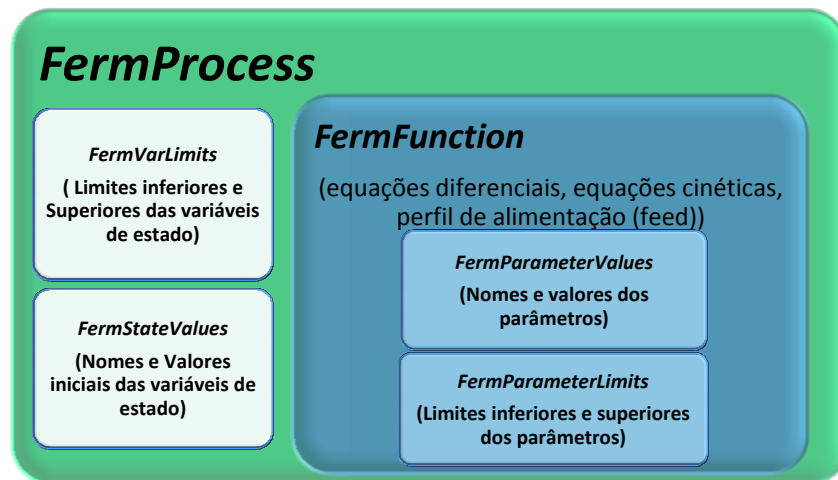 FermProcess
FermVarLimits
( Limites inferiores e
Superiores das variáveis
de estado)
FermStateValues
(Nomes e Valores
iniciais das variáveis de
estado)
FermFunction
(equações diferenciais, equações cinéticas,
perfil de alimentação (feed))
FermParameterValues
(Nomes e valores dos
parâmetros)
FermParameterLimits
(Limites inferiores e superiores
dos parâmetros)